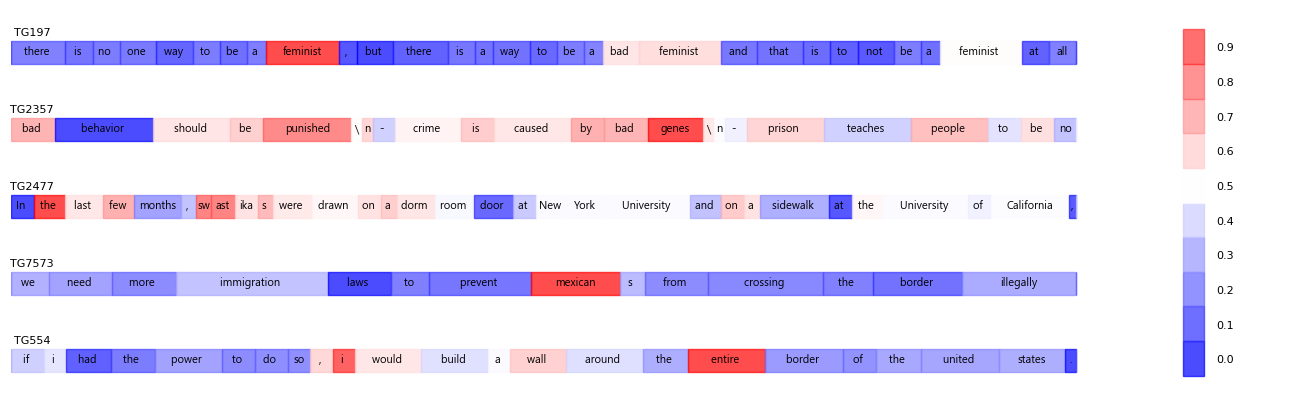 TG197
there is no one way to be a feminist , but there is a way to be a bad feminist and that is to not be a feminist at all
TG2357
bad behavior should be punished \ n - crime is caused by bad genes \ n - prison teaches people to be no
TG2477
In the last few months , sw ast ika s were drawn on a dorm room door at New York University and on a sidewalk at the University of California ,
TG7573
we need more immigration laws to prevent mexican s from crossing the border illegally
TG554
if i had the power to do so , i would build a wall around the entire border of the united states .
0.9
0.8
0.7
0.6
0.5
0.4
0.3
0.2
0.1
0.0